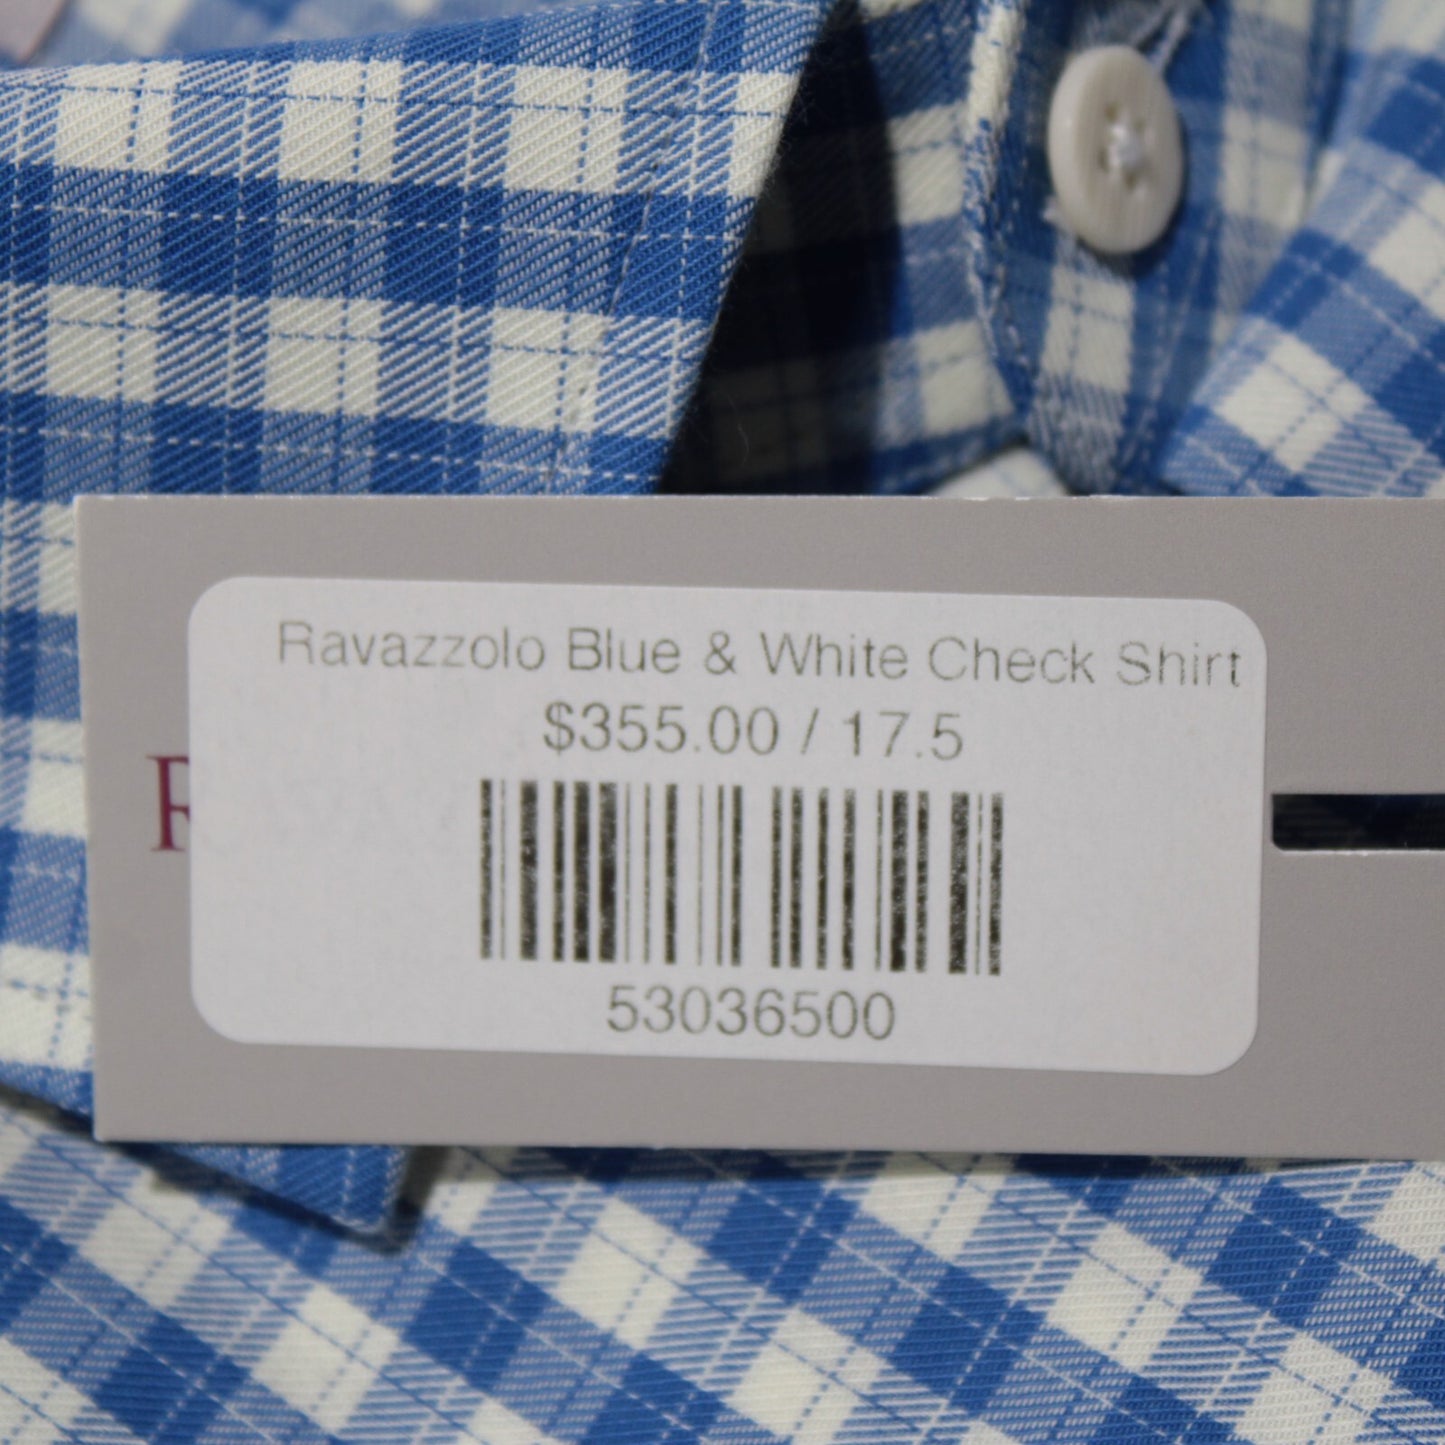 Ravazzolo Blue & White Check Shirt
$355.00 / 17.5
R
53036500